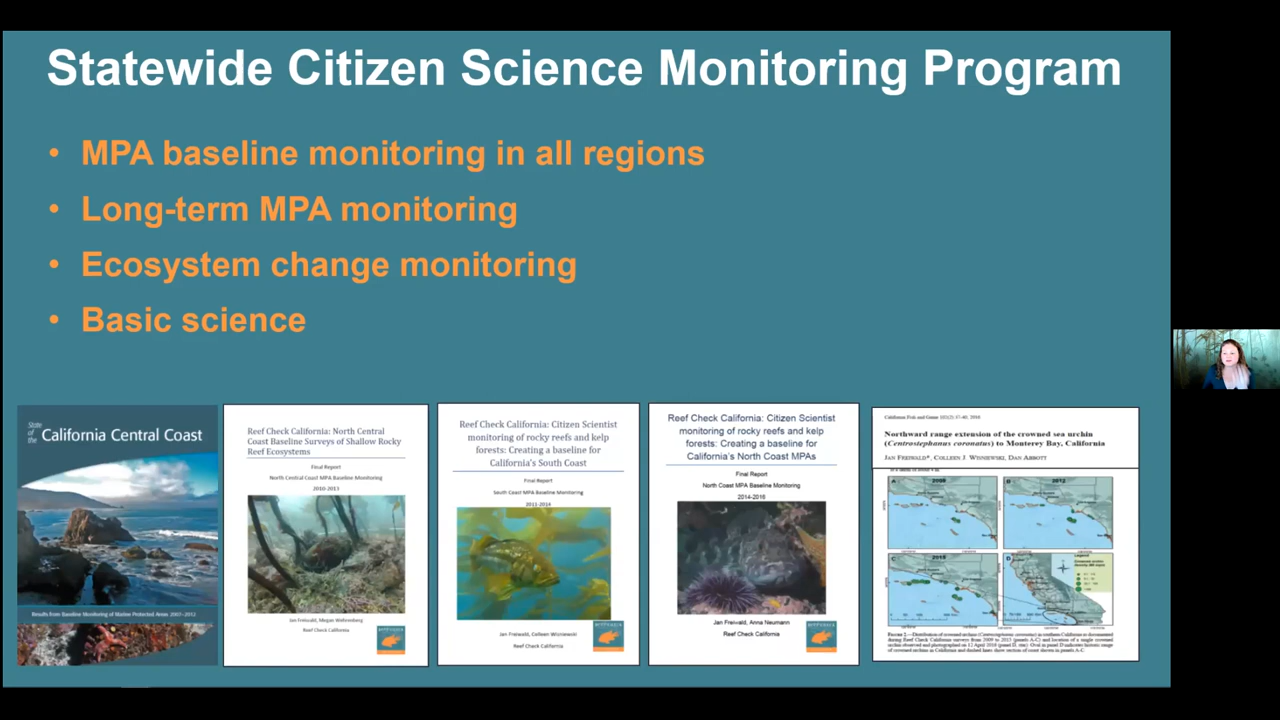 Statewide Citizen Science Monitoring Program
• MPA baseline monitoring in all regions
• Long-term MPA monitoring
• Ecosystem change monitoring
• Basic science
State of the California Central Coast
Results from Baseline Monitoring of Marine Protected Areas 2007–2012
Reef Check California: North Central
Coast Baseline Surveys of Shallow Rocky
Reef Ecosystems
Final Report
North Central Coast MPA Baseline Monitoring
2010-2013
Jan Freiwald, Megan
Reef Check California
Reef Check California: Citizen Scientist
monitoring of rocky reefs and kelp
forests: Creating a baseline for
California's South Coast
Final Report
South Coast MPA Baseline Monitoring
2011-2014
Jan Freiwald, Colleen Wisniewski
Reef Check California
Reef Check California: Citizen Scientist
monitoring of rocky reefs and kelp
forests: Creating a baseline for
California's North Coast MPAs
Final Report
North Coast MPA Baseline Monitoring
2014-2016
Jan Freiwald, Anna Neumann
Reef Check California
California Fish and Game 102(2):37-40; 2016
Northward range extension of the crowned sea urchin
(Centrostephanus coronatus) to Monterey Bay, California
JAN FREIWALD*, COLLEEN J. WISNIEWSKI, DAN ABBOTT
A 2009
B 2012
C 2015
D